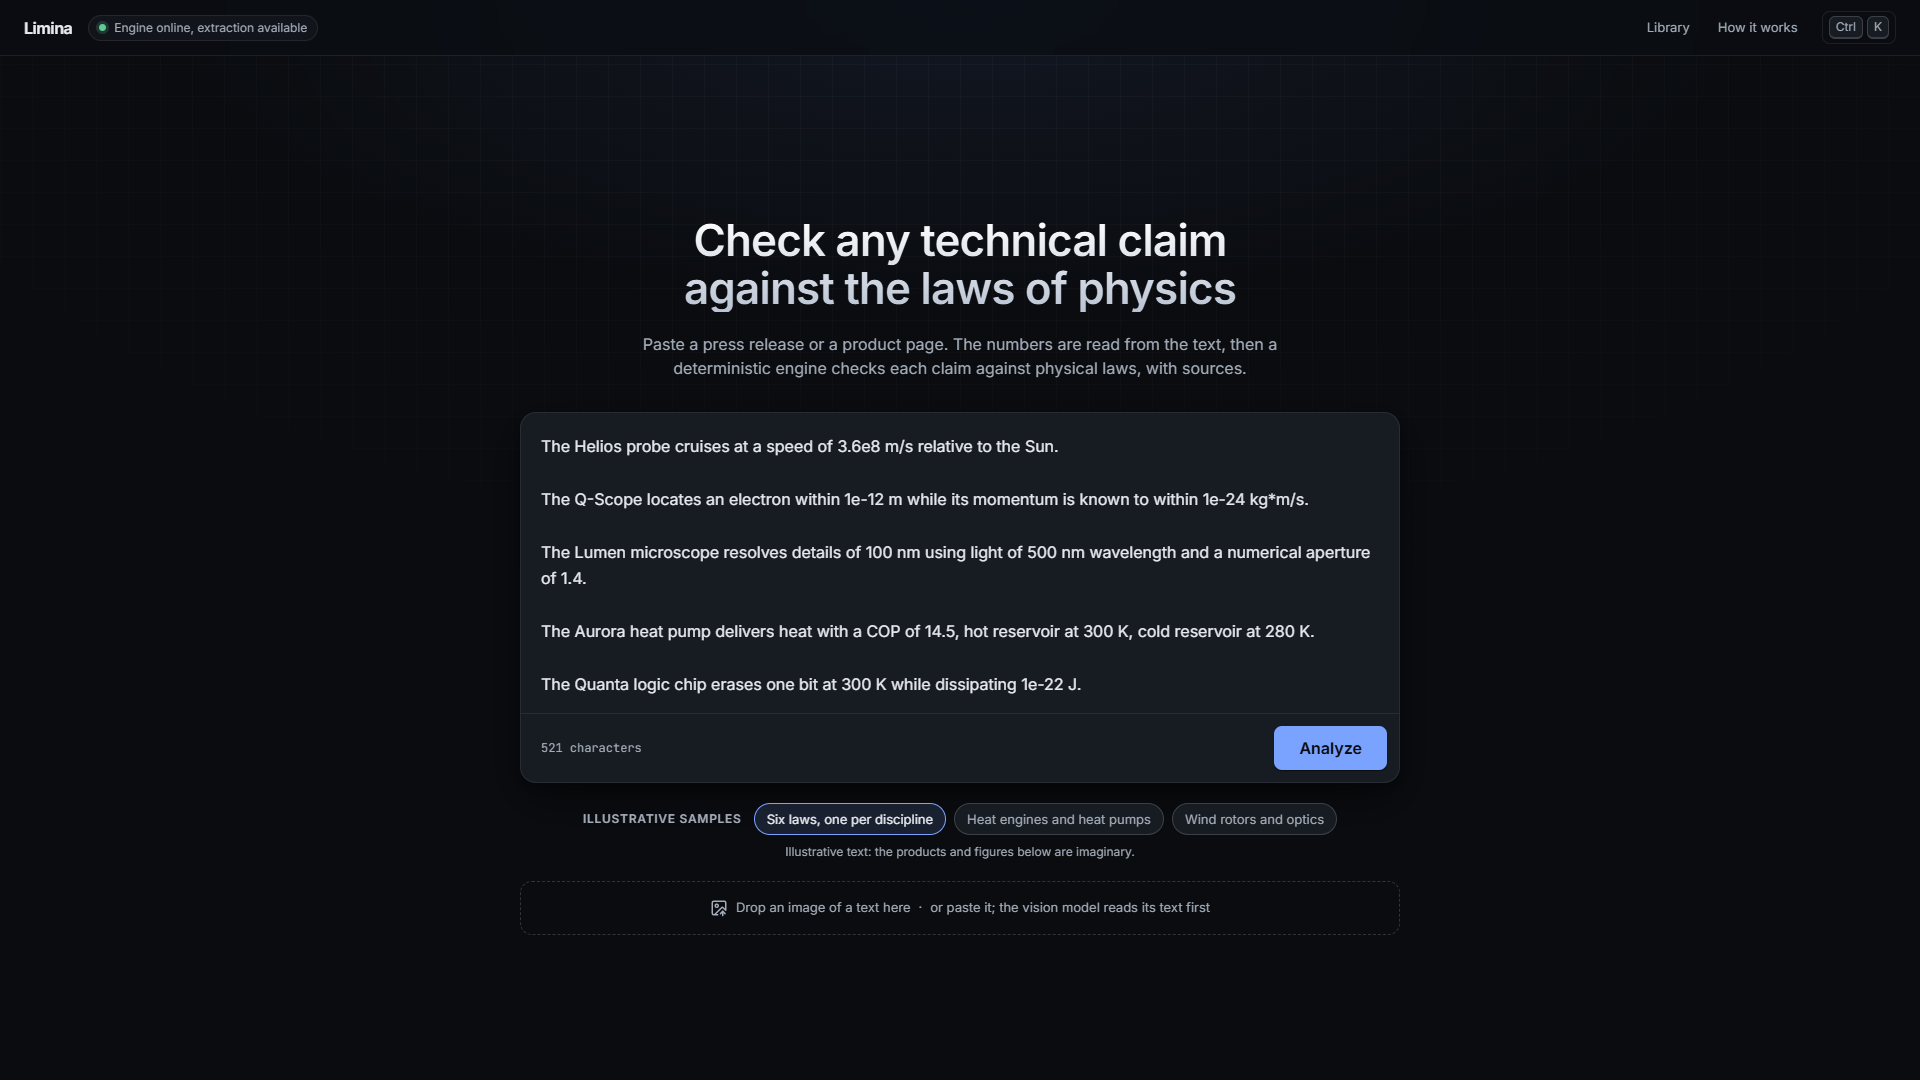 Limina
Engine online, extraction available
Library
How it works
Ctrl K
Check any technical claim
against the laws of physics
Paste a press release or a product page. The numbers are read from the text, then a
deterministic engine checks each claim against physical laws, with sources.
The Helios probe cruises at a speed of 3.6e8 m/s relative to the Sun.
The Q-Scope locates an electron within 1e-12 m while its momentum is known to within 1e-24 kg*m/s.
The Lumen microscope resolves details of 100 nm using light of 500 nm wavelength and a numerical aperture
of 1.4.
The Aurora heat pump delivers heat with a COP of 14.5, hot reservoir at 300 K, cold reservoir at 280 K.
The Quanta logic chip erases one bit at 300 K while dissipating 1e-22 J.
521 characters
Analyze
ILLUSTRATIVE SAMPLES
Six laws, one per discipline
Heat engines and heat pumps
Wind rotors and optics
Illustrative text: the products and figures below are imaginary.
Drop an image of a text here · or paste it; the vision model reads its text first